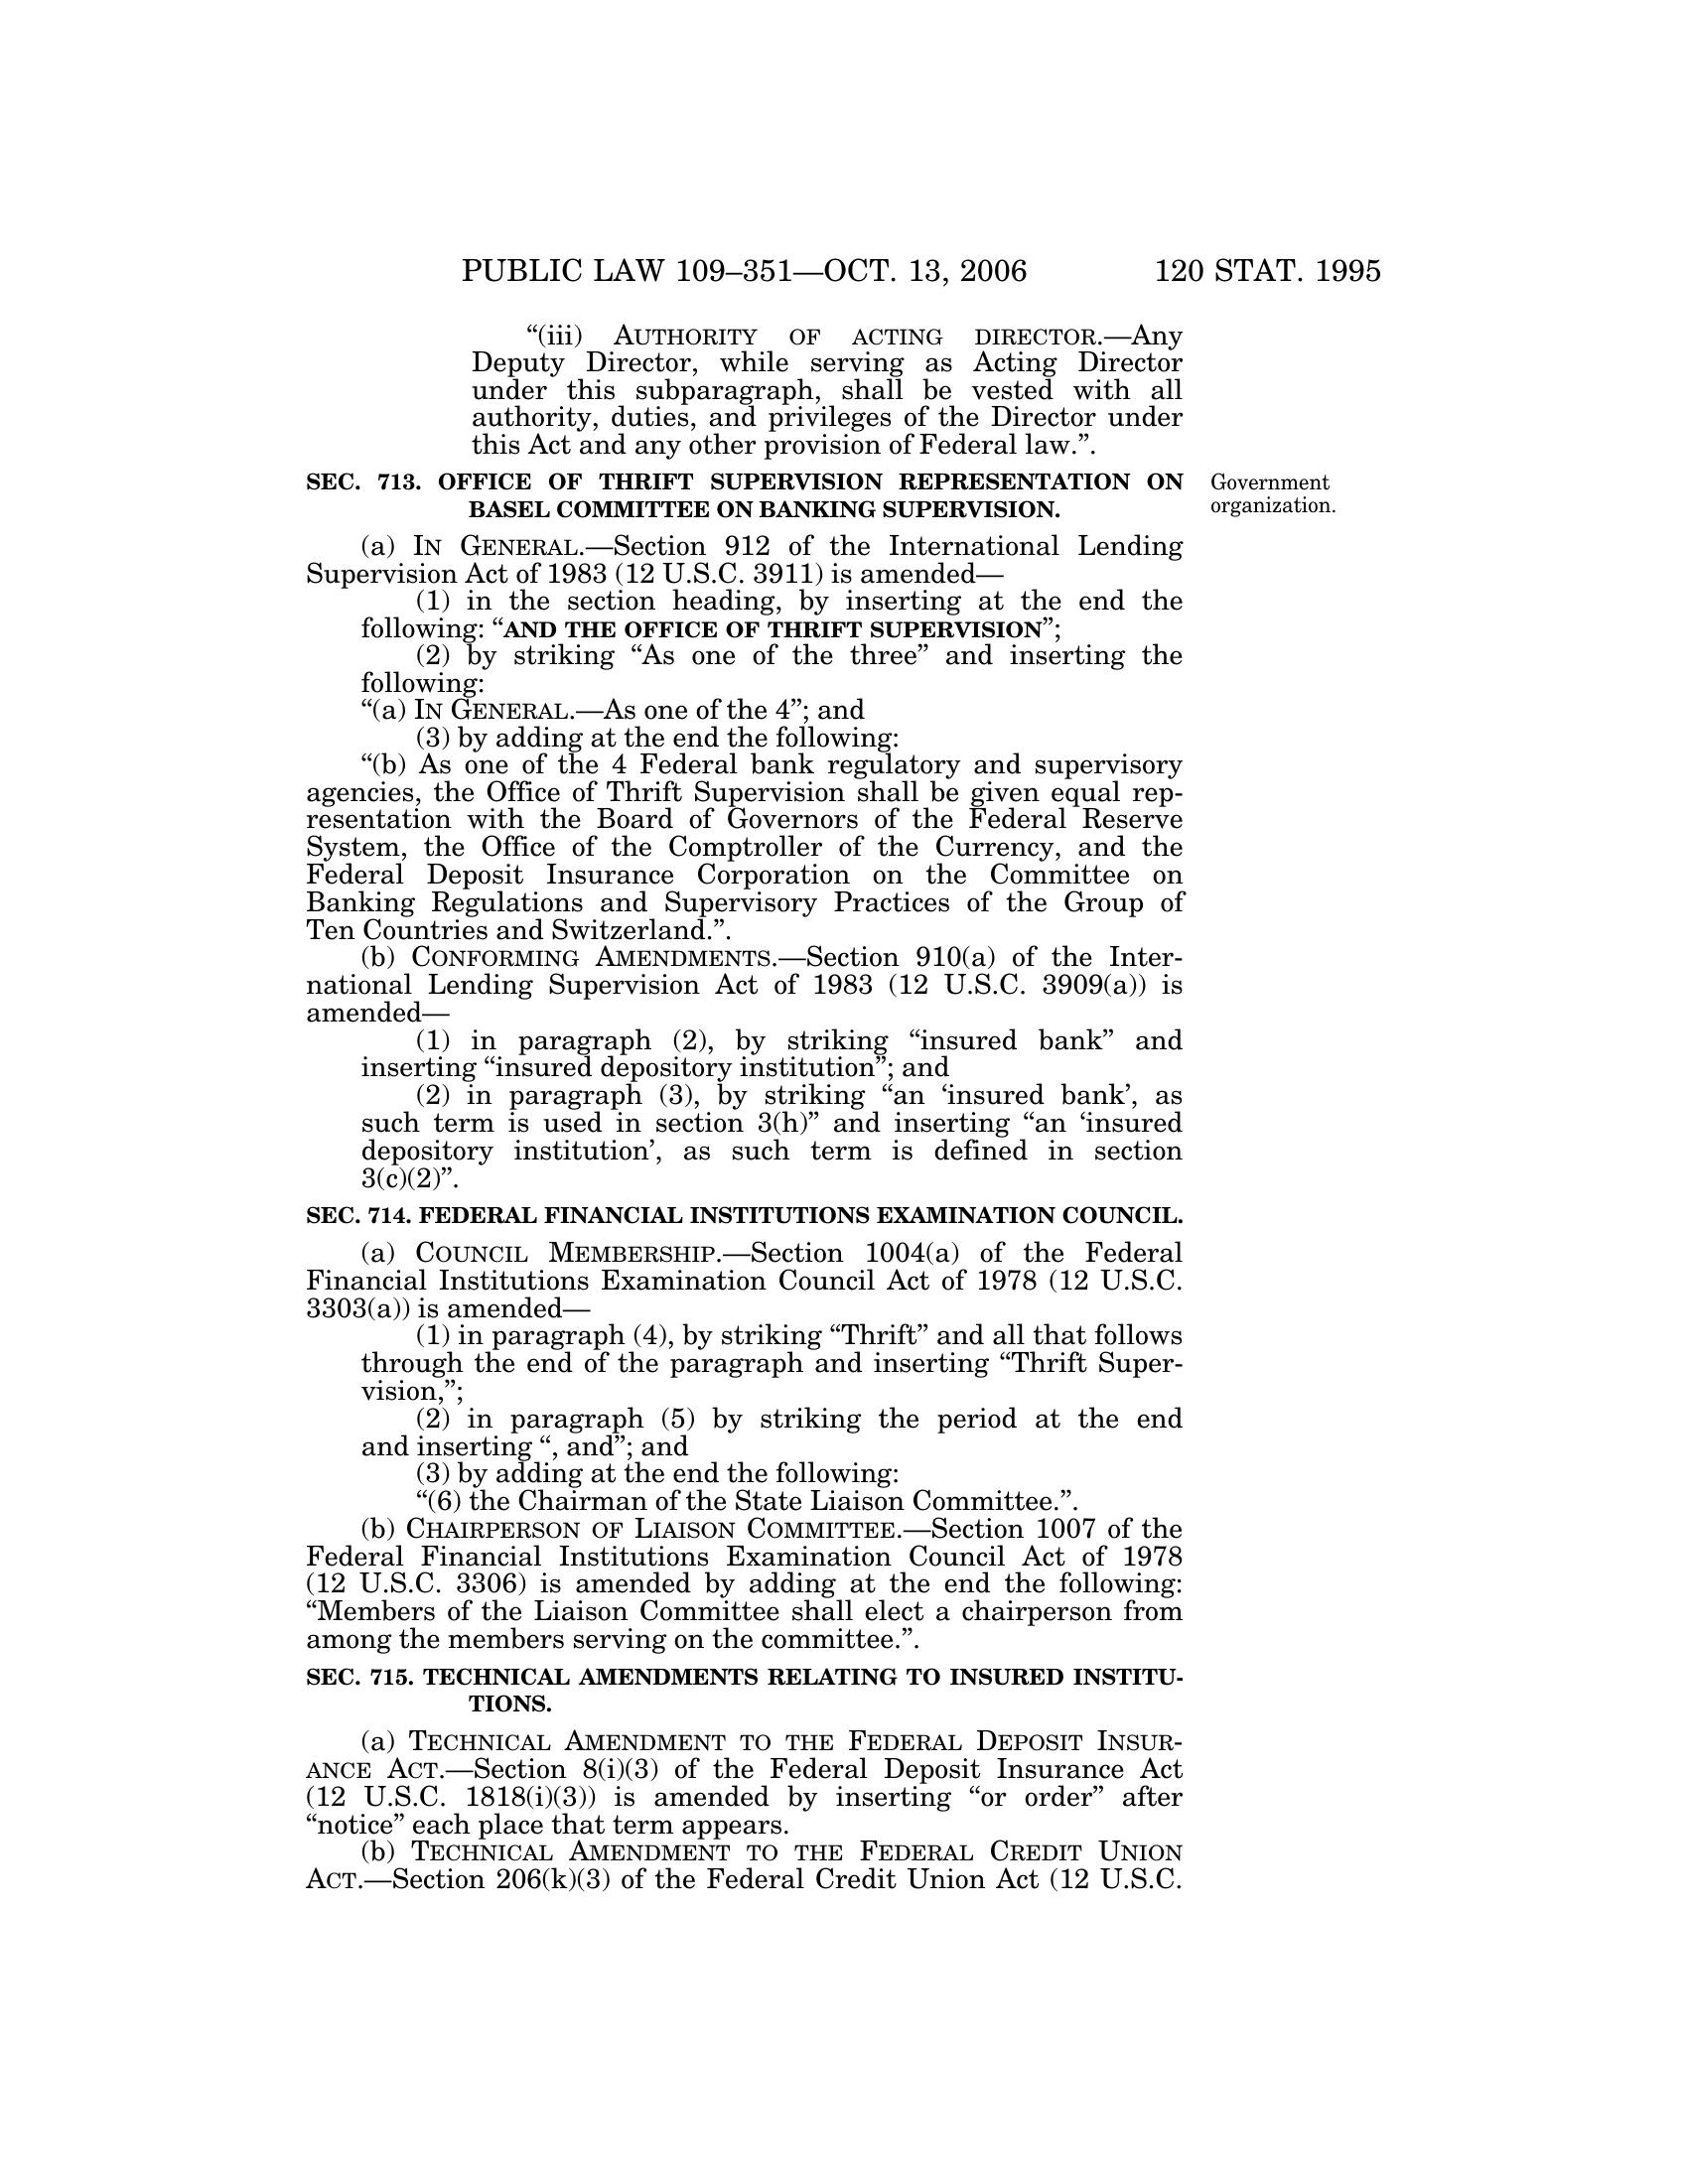 PUBLIC LAW 109–351—OCT. 13, 2006 120 STAT. 1995
“(iii) AUTHORITY OF ACTING DIRECTOR.—Any
Deputy Director, while serving as Acting Director
under this subparagraph, shall be vested with all
authority, duties, and privileges of the Director under
this Act and any other provision of Federal law.”.
SEC. 713. OFFICE OF THRIFT SUPERVISION REPRESENTATION ON
BASEL COMMITTEE ON BANKING SUPERVISION.
Government
organization.
(a) IN GENERAL.—Section 912 of the International Lending
Supervision Act of 1983 (12 U.S.C. 3911) is amended—
(1) in the section heading, by inserting at the end the
following: “AND THE OFFICE OF THRIFT SUPERVISION”;
(2) by striking “As one of the three” and inserting the
following:
“(a) IN GENERAL.—As one of the 4”; and
(3) by adding at the end the following:
“(b) As one of the 4 Federal bank regulatory and supervisory
agencies, the Office of Thrift Supervision shall be given equal rep-
resentation with the Board of Governors of the Federal Reserve
System, the Office of the Comptroller of the Currency, and the
Federal Deposit Insurance Corporation on the Committee on
Banking Regulations and Supervisory Practices of the Group of
Ten Countries and Switzerland.”.
(b) CONFORMING AMENDMENTS.—Section 910(a) of the Inter-
national Lending Supervision Act of 1983 (12 U.S.C. 3909(a)) is
amended—
(1) in paragraph (2), by striking “insured bank” and
inserting “insured depository institution”; and
(2) in paragraph (3), by striking “an ‘insured bank’, as
such term is used in section 3(h)” and inserting “an ‘insured
depository institution’, as such term is defined in section
3(c)(2)”.
SEC. 714. FEDERAL FINANCIAL INSTITUTIONS EXAMINATION COUNCIL.
(a) COUNCIL MEMBERSHIP.—Section 1004(a) of the Federal
Financial Institutions Examination Council Act of 1978 (12 U.S.C.
3303(a)) is amended—
(1) in paragraph (4), by striking “Thrift” and all that follows
through the end of the paragraph and inserting “Thrift Super-
vision,”;
(2) in paragraph (5) by striking the period at the end
and inserting “, and”; and
(3) by adding at the end the following:
“(6) the Chairman of the State Liaison Committee.”.
(b) CHAIRPERSON OF LIAISON COMMITTEE.—Section 1007 of the
Federal Financial Institutions Examination Council Act of 1978
(12 U.S.C. 3306) is amended by adding at the end the following:
“Members of the Liaison Committee shall elect a chairperson from
among the members serving on the committee.”.
SEC. 715. TECHNICAL AMENDMENTS RELATING TO INSURED INSTITU-
TIONS.
(a) TECHNICAL AMENDMENT TO THE FEDERAL DEPOSIT INSUR-
ANCE ACT.—Section 8(i)(3) of the Federal Deposit Insurance Act
(12 U.S.C. 1818(i)(3)) is amended by inserting “or order” after
“notice” each place that term appears.
(b) TECHNICAL AMENDMENT TO THE FEDERAL CREDIT UNION
ACT.—Section 206(k)(3) of the Federal Credit Union Act (12 U.S.C.